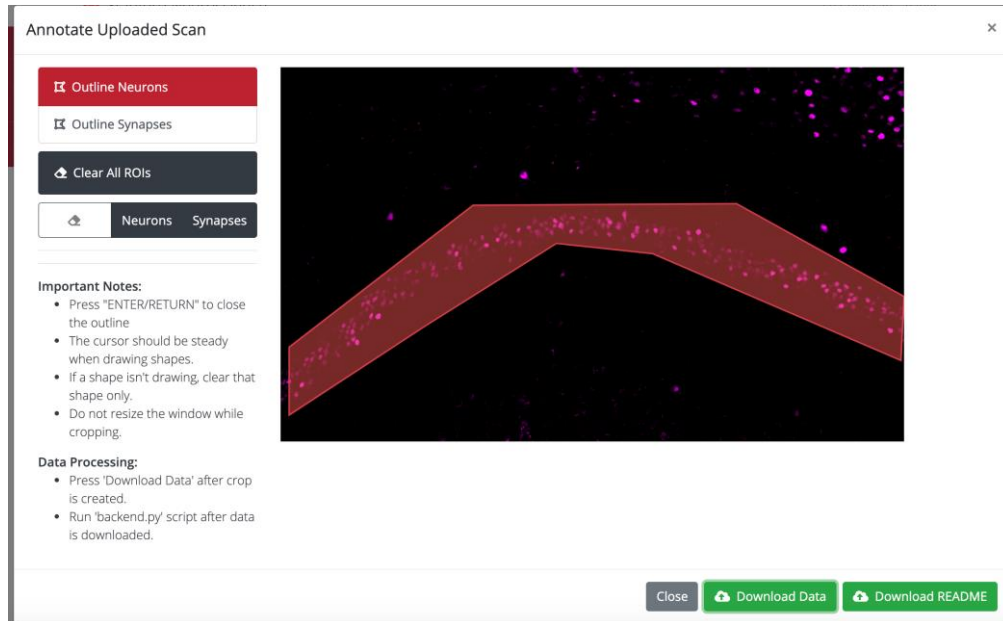 Annotate Uploaded Scan
×
Outline Neurons
Outline Synapses
Clear All ROIs
Neurons Synapses
Important Notes:
• Press "ENTER/RETURN" to close
the outline
• The cursor should be steady
when drawing shapes.
• If a shape isn't drawing, clear that
shape only.
• Do not resize the window while
cropping.
Data Processing:
• Press 'Download Data' after crop
is created.
• Run 'backend.py' script after data
is downloaded.
Close Download Data Download README